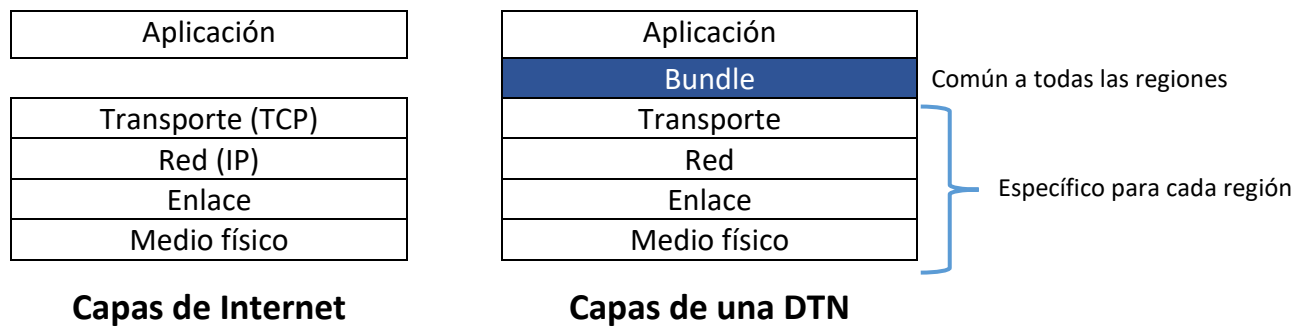 Aplicación
Transporte (TCP)
Red (IP)
Enlace
Medio físico
Capas de Internet
Aplicación
Bundle
Transporte
Red
Enlace
Medio físico
Capas de una DTN
Común a todas las regiones
Específico para cada región